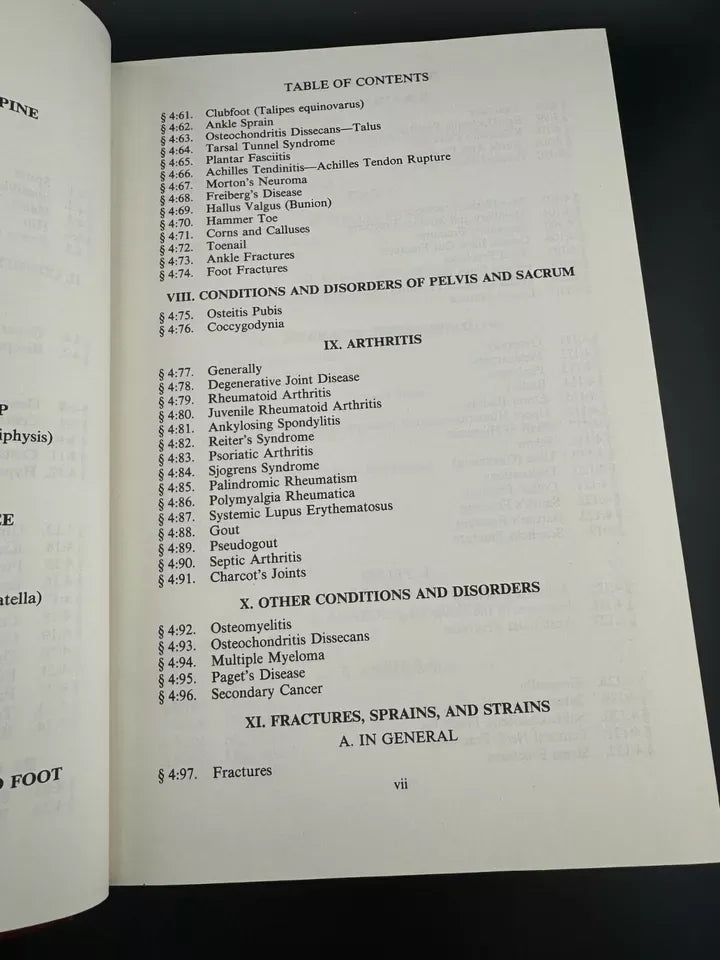 PINE
P
iphysis)
CE
atella)
D FOOT
TABLE OF CONTENTS
§ 4:61. Clubfoot (Talipes equinovarus)
§ 4:62. Ankle Sprain
§ 4:63. Osteochondritis Dissecans—Talus
§ 4:64. Tarsal Tunnel Syndrome
§ 4:65. Plantar Fasciitis
§ 4:66. Achilles Tendinitis—Achilles Tendon Rupture
§ 4:67. Morton's Neuroma
§ 4:68. Freiberg's Disease
§ 4:69. Hallus Valgus (Bunion)
§ 4:70. Hammer Toe
§ 4:71. Corns and Calluses
§ 4:72. Toenail
§ 4:73. Ankle Fractures
§ 4:74. Foot Fractures
VIII. CONDITIONS AND DISORDERS OF PELVIS AND SACRUM
§ 4:75. Osteitis Pubis
§ 4:76. Coccygodynia
IX. ARTHRITIS
§ 4:77. Generally
§ 4:78. Degenerative Joint Disease
§ 4:79. Rheumatoid Arthritis
§ 4:80. Juvenile Rheumatoid Arthritis
§ 4:81. Ankylosing Spondylitis
§ 4:82. Reiter's Syndrome
§ 4:83. Psoriatic Arthritis
§ 4:84. Sjogrens Syndrome
§ 4:85. Palindromic Rheumatism
§ 4:86. Polymyalgia Rheumatica
§ 4:87. Systemic Lupus Erythematosus
§ 4:88. Gout
§ 4:89. Pseudogout
§ 4:90. Septic Arthritis
§ 4:91. Charcot's Joints
X. OTHER CONDITIONS AND DISORDERS
§ 4:92. Osteomyelitis
§ 4:93. Osteochondritis Dissecans
§ 4:94. Multiple Myeloma
§ 4:95. Paget's Disease
§ 4:96. Secondary Cancer
XI. FRACTURES, SPRAINS, AND STRAINS
A. IN GENERAL
§ 4:97. Fractures
vii